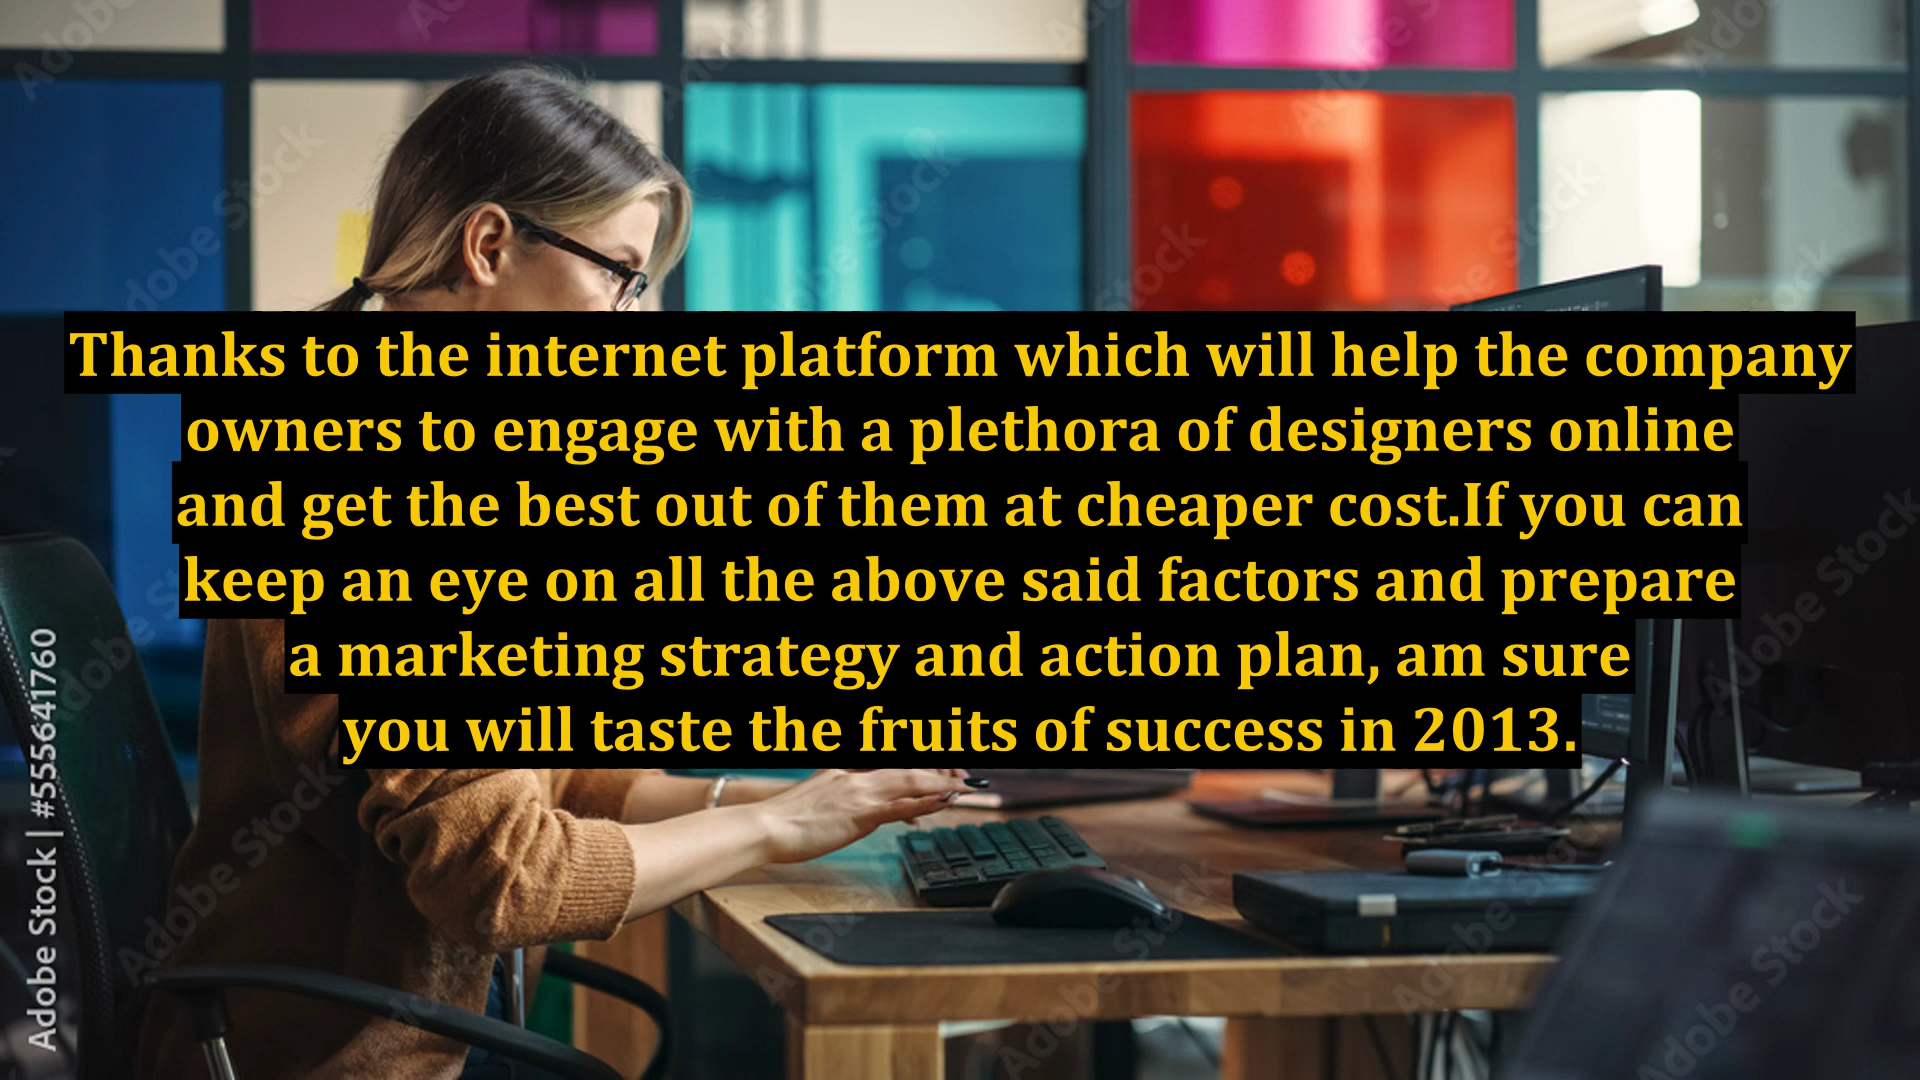 Thanks to the internet platform which will help the company
owners to engage with a plethora of designers online
and get the best out of them at cheaper cost.If you can
keep an eye on all the above said factors and prepare
a marketing strategy and action plan, am sure
you will taste the fruits of success in 2013.
Adobe Stock | #555641760